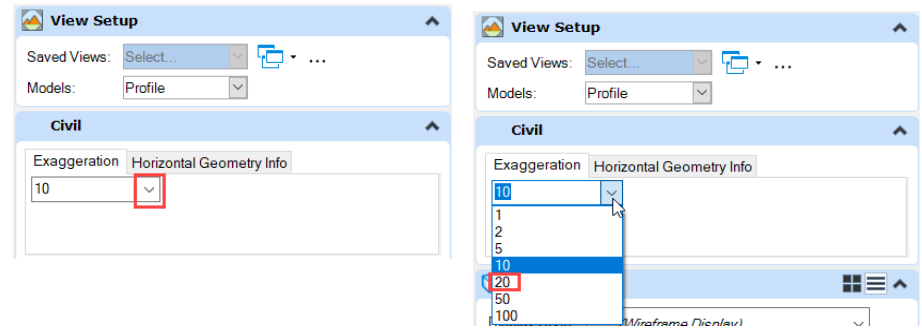 View Setup
Saved Views: Select...
Models: Profile
Civil
Exaggeration Horizontal Geometry Info
10
View Setup
Saved Views: Select...
Models: Profile
Civil
Exaggeration Horizontal Geometry Info
10
1
2
5
10
20
50
100
(Wireframe Display)